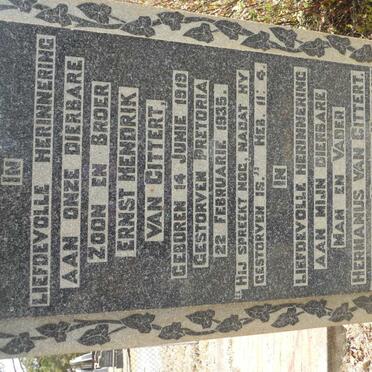 IN
LIEFDEVOLLE HERINNERING
AAN ONZE DIERBARE
ZOON EN BROER
ERNST HENDRIK
VAN GITTERT,
GEBOREN 14 JUNIE 1919
GESTORVEN PRETORIA
22 FEBRUARIE 1935
"HIJ SPREEKT NOG, NADAT HY
GESTORVEN IS." HEB. 11: 4.
IN
LIEFDEVOLLE HERINNERING
AAN MIJN DIERBARE
MAN EN VADER
HERMANUS VAN GITTERT.